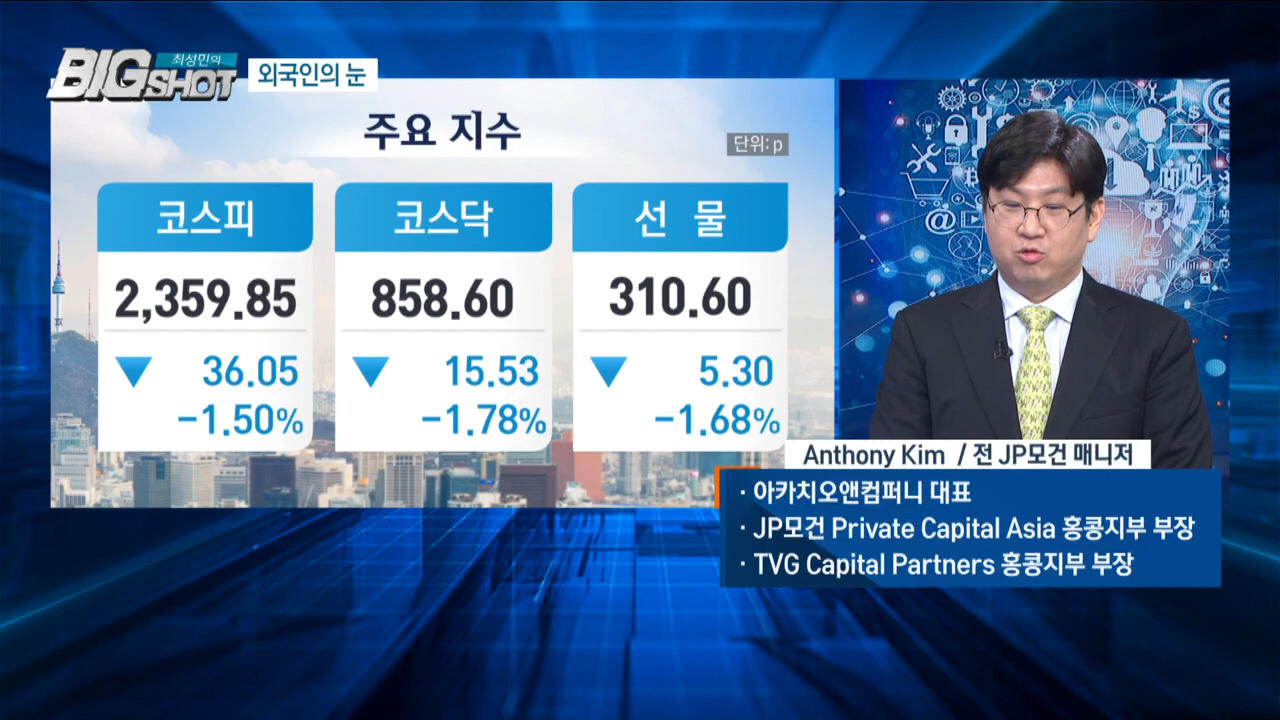 최성민의
BIGSHOT
외국인의 눈
주요 지수
단위: p
코스피
2,359.85
▼ 36.05
-1.50%
코스닥
858.60
▼ 15.53
-1.78%
선 물
310.60
▼ 5.30
-1.68%
Anthony Kim / 전 JP모건 매니저
· 아카치오앤컴퍼니 대표
· JP모건 Private Capital Asia 홍콩지부 부장
· TVG Capital Partners 홍콩지부 부장